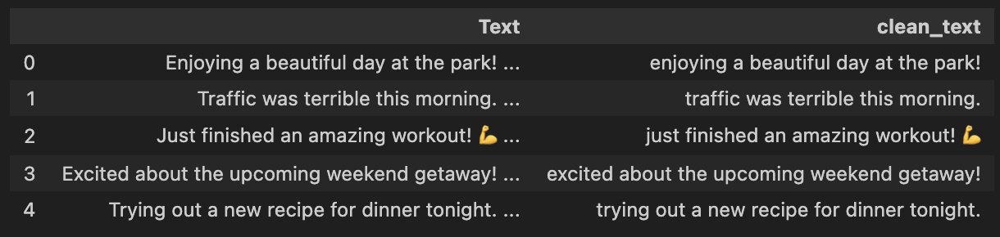 Text clean_text
0 Enjoying a beautiful day at the park! ... enjoying a beautiful day at the park!
1 Traffic was terrible this morning. ... traffic was terrible this morning.
2 Just finished an amazing workout! 💪 ... just finished an amazing workout! 💪
3 Excited about the upcoming weekend getaway! ... excited about the upcoming weekend getaway!
4 Trying out a new recipe for dinner tonight. ... trying out a new recipe for dinner tonight.